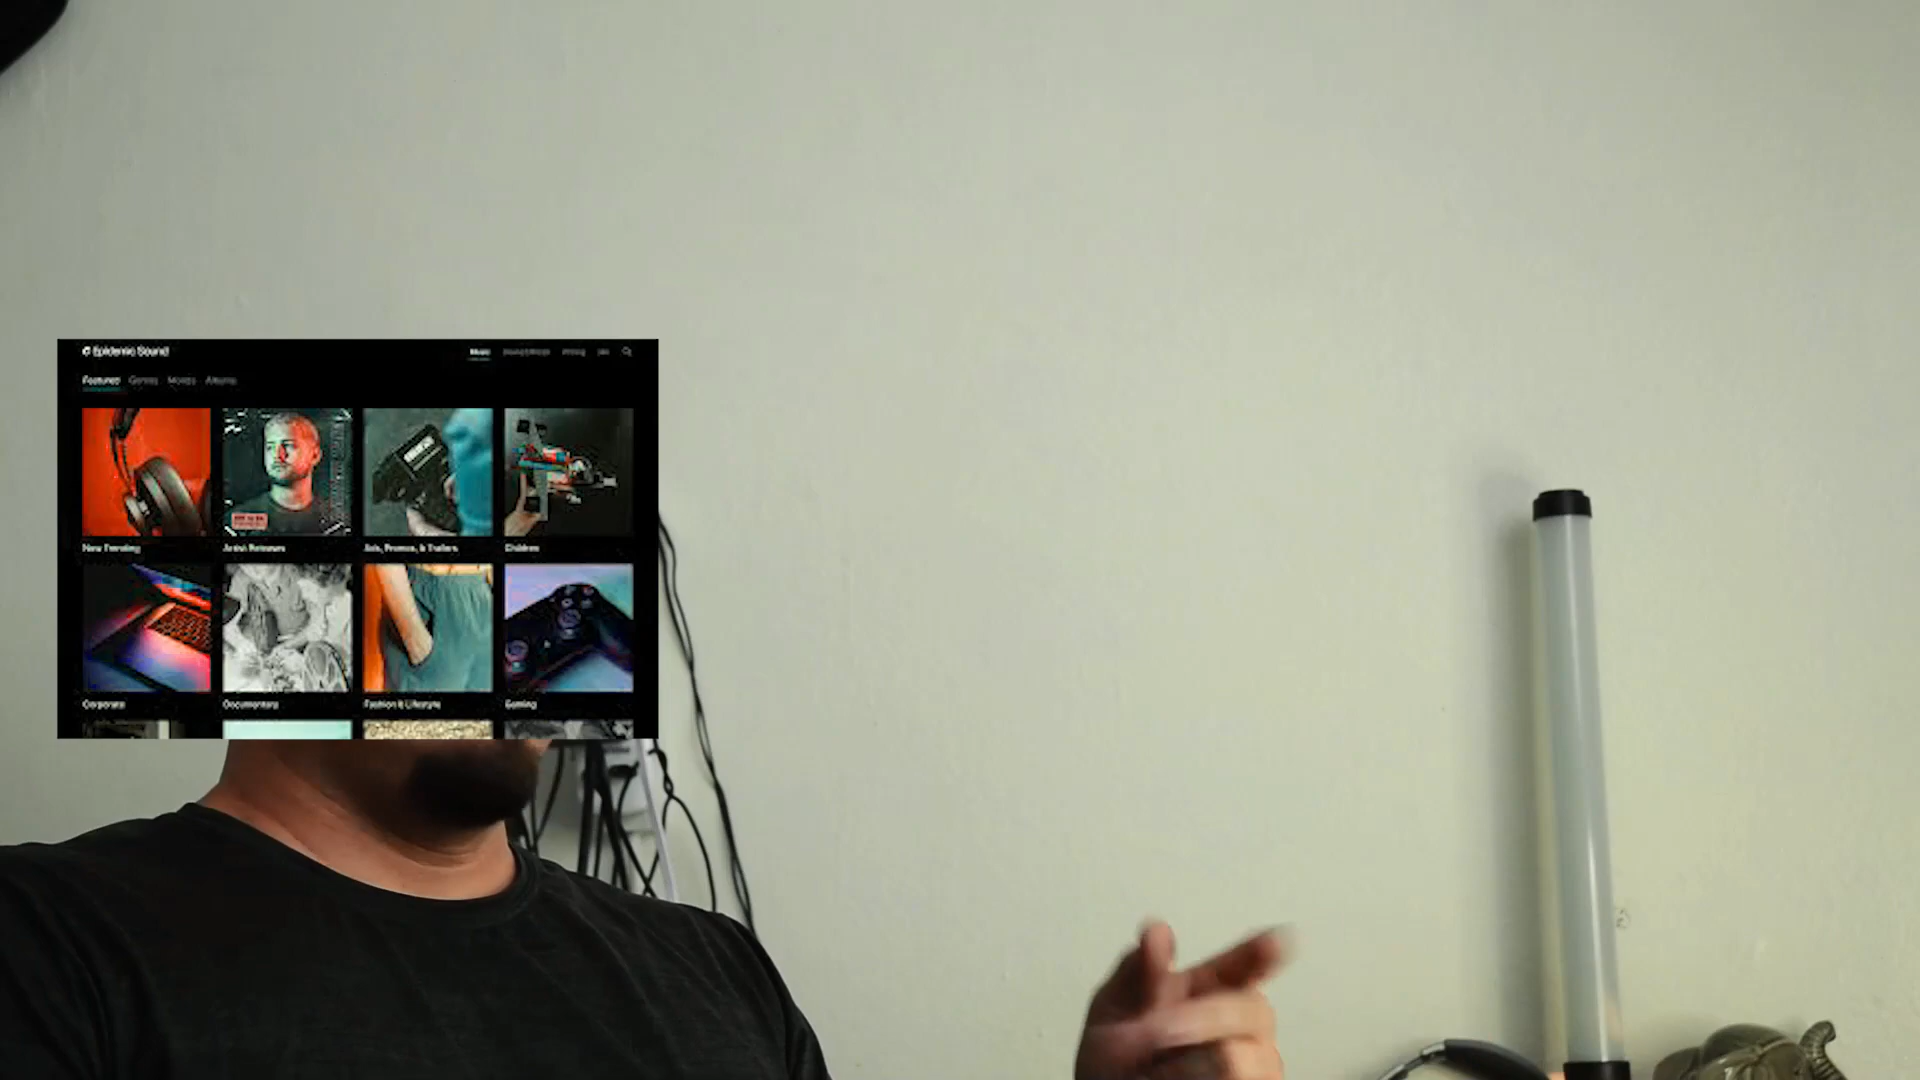 Epidemic Sound
Music
Pricing
Featured Genres Moods Albums
New Trending Artist Releases Ads, Promos, & Trailers Children
Corporate Documentary Fashion & Lifestyle Gaming